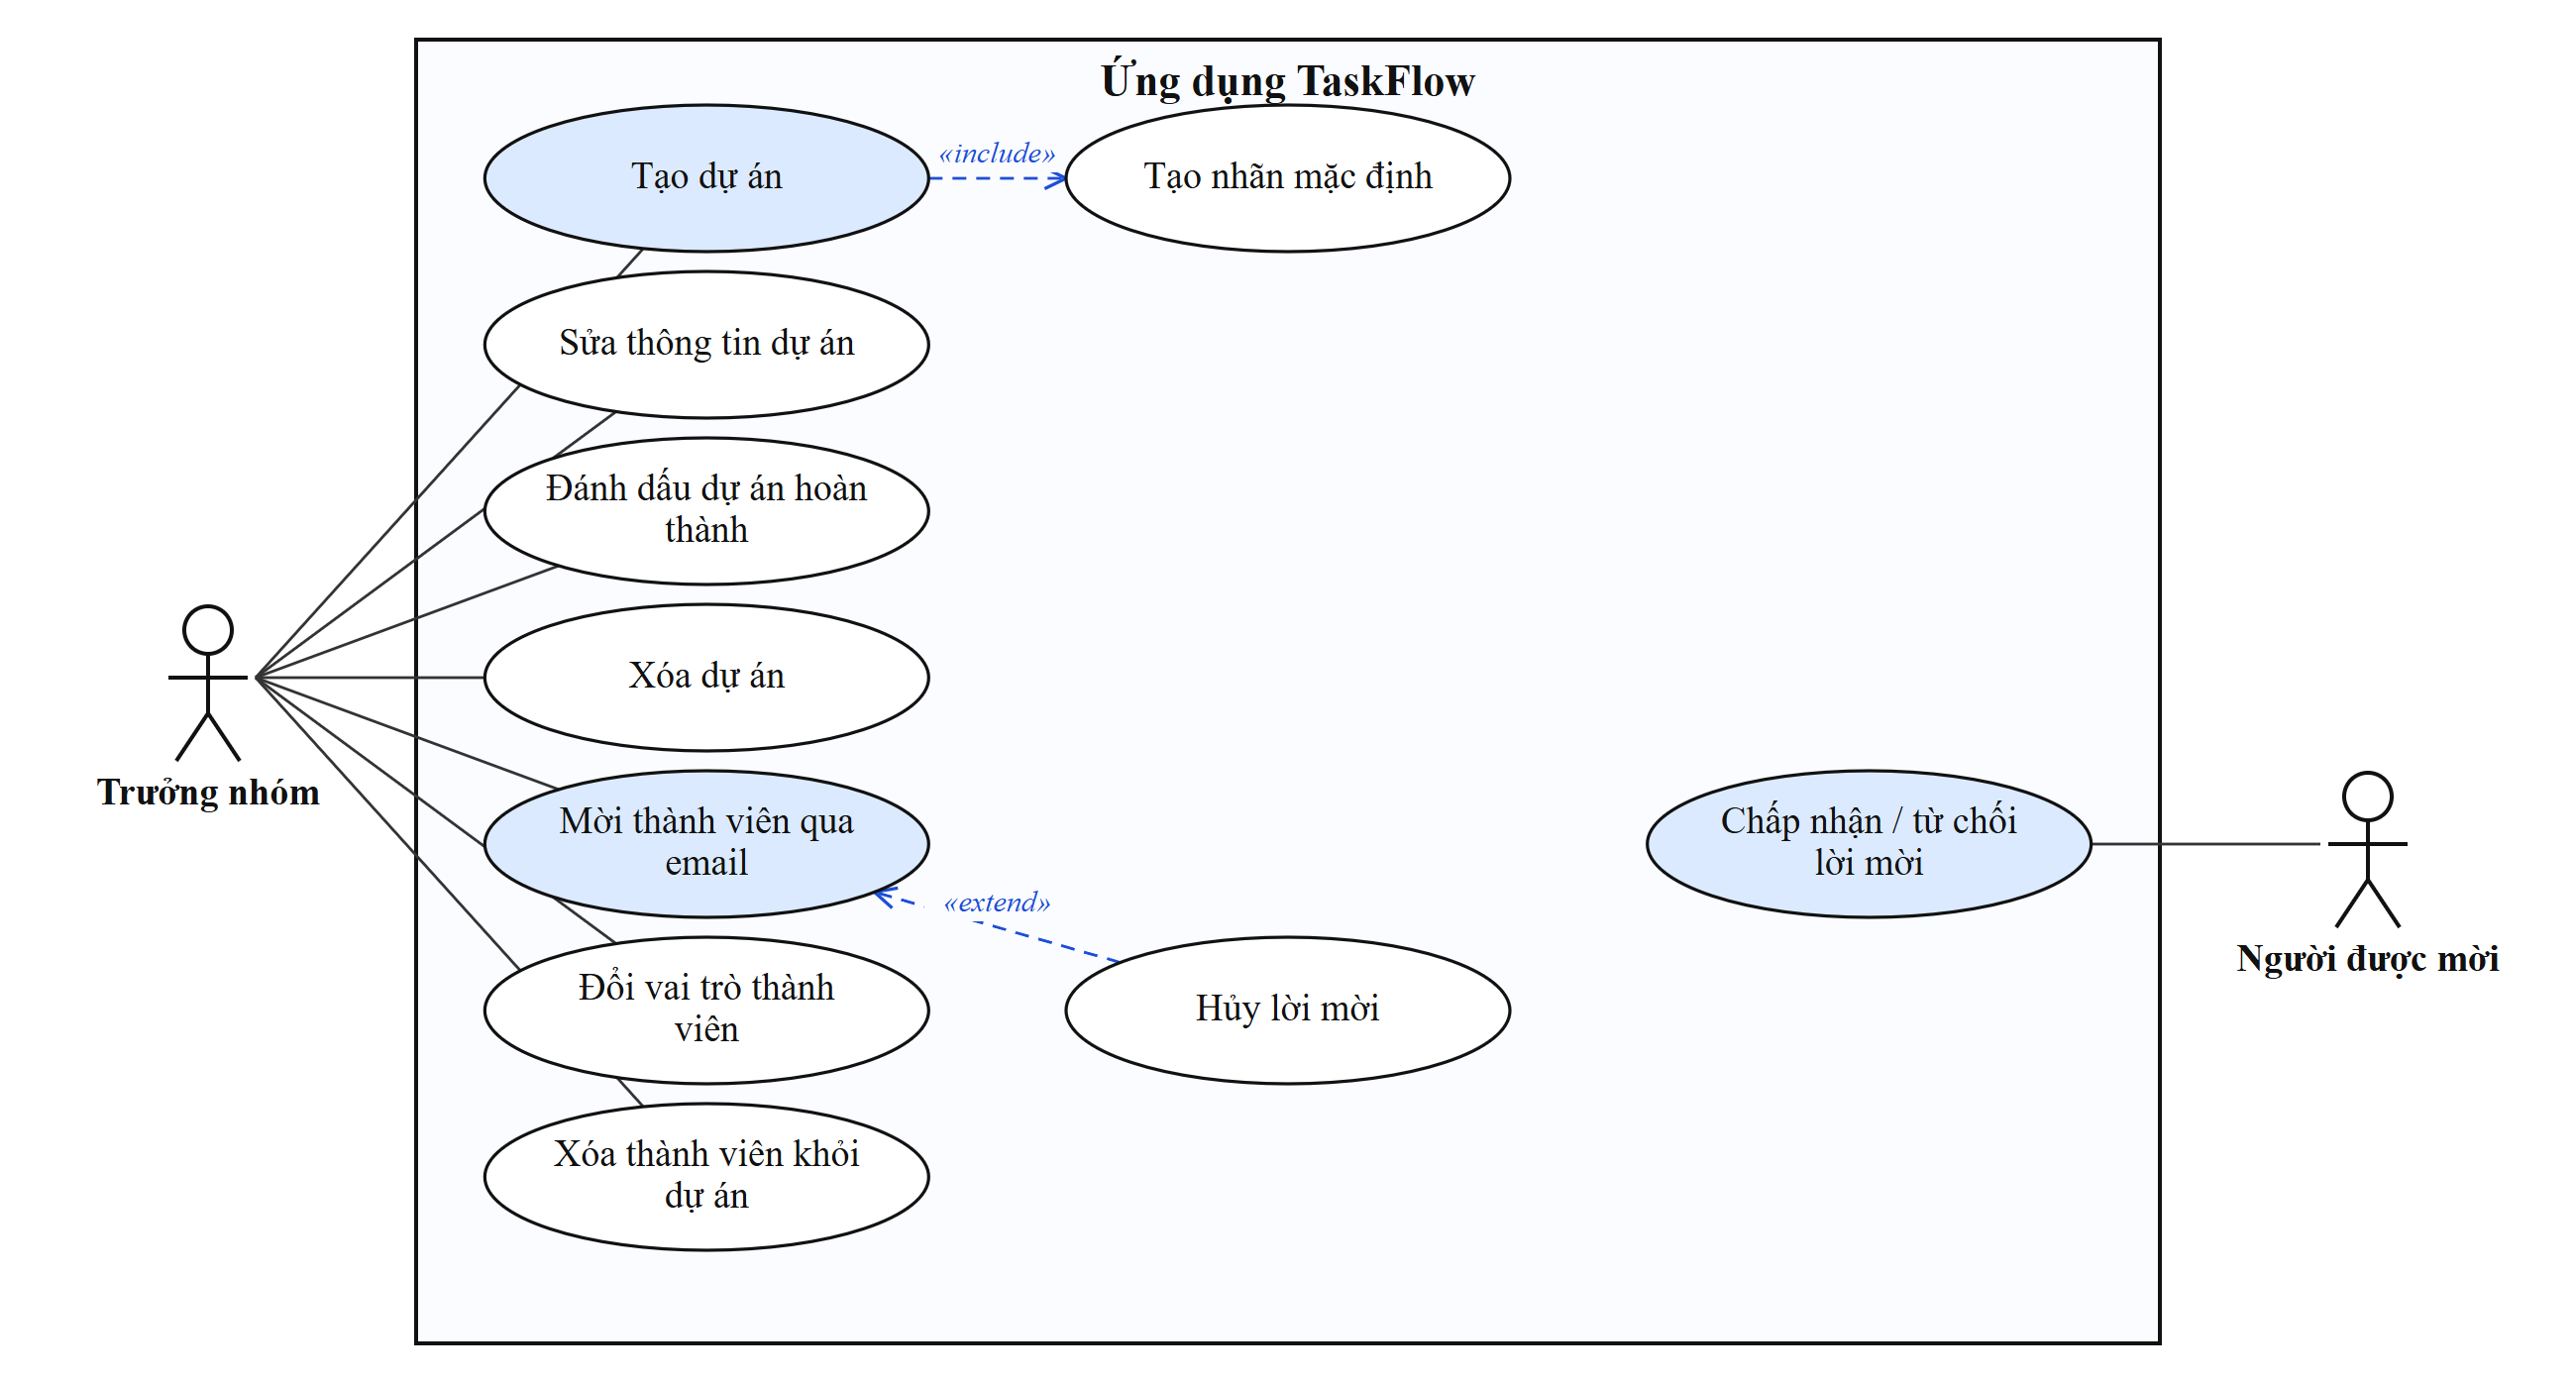 Ứng dụng TaskFlow
Tạo dự án
«include»
Tạo nhãn mặc định
Sửa thông tin dự án
Đánh dấu dự án hoàn
thành
Xóa dự án
Trưởng nhóm
Mời thành viên qua
email
Chấp nhận / từ chối
lời mời
«extend»
Người được mời
Đổi vai trò thành
viên
Hủy lời mời
Xóa thành viên khỏi
dự án